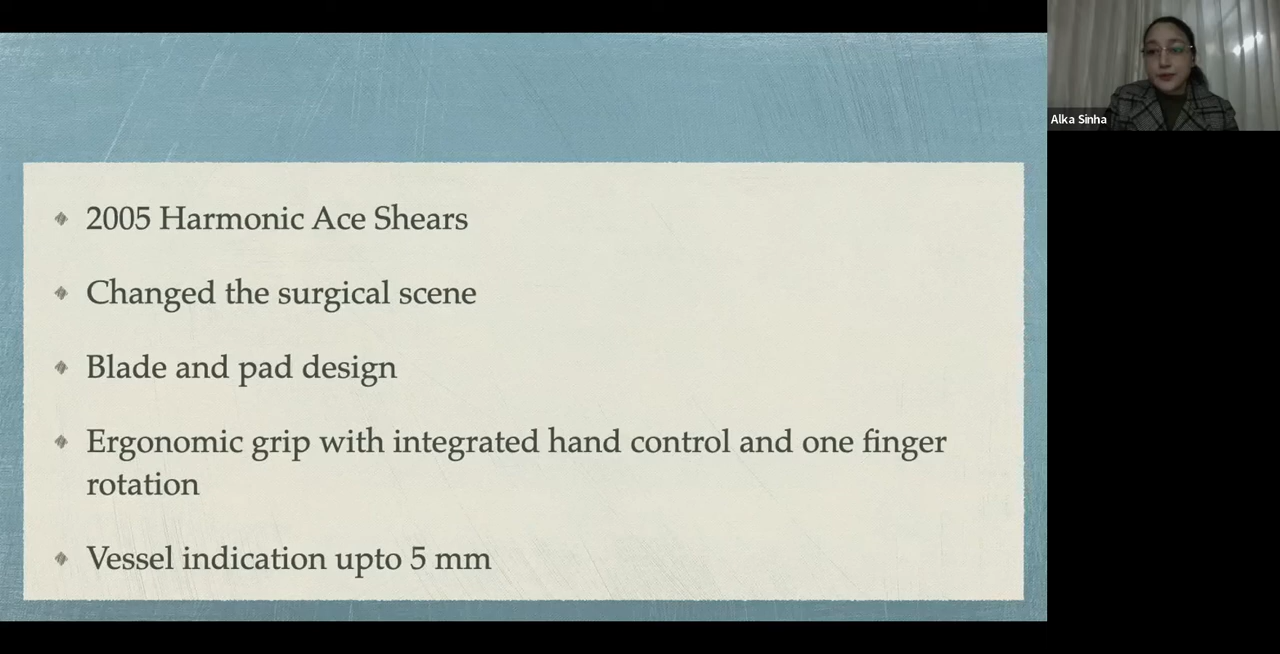 2005 Harmonic Ace Shears
Changed the surgical scene
Blade and pad design
Ergonomic grip with integrated hand control and one finger
rotation
Vessel indication upto 5 mm
Alka Sinha